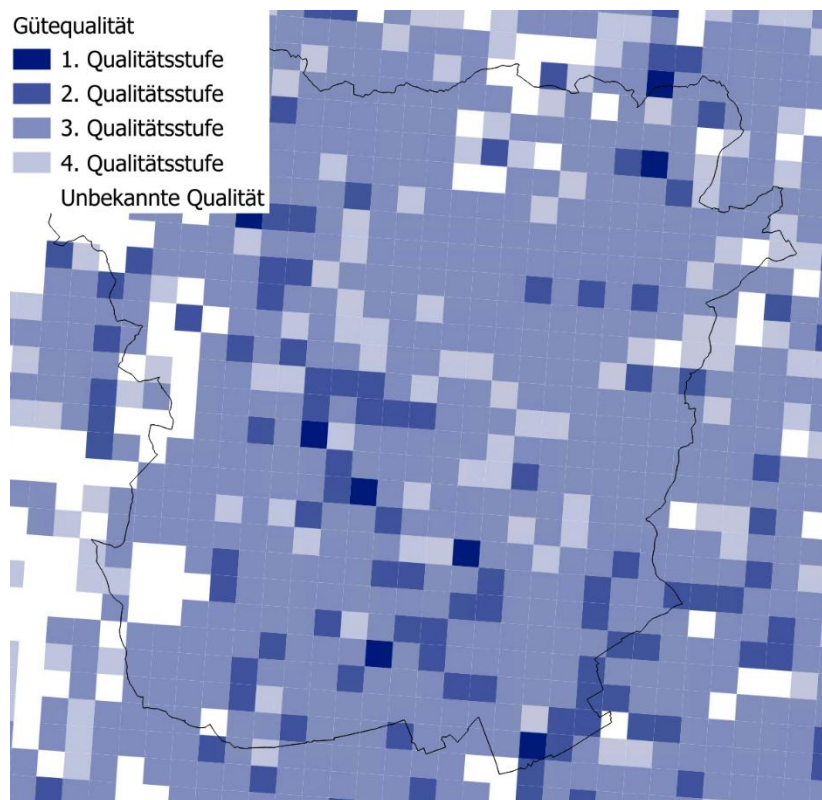 Gütequalität
1. Qualitätsstufe
2. Qualitätsstufe
3. Qualitätsstufe
4. Qualitätsstufe
Unbekannte Qualität